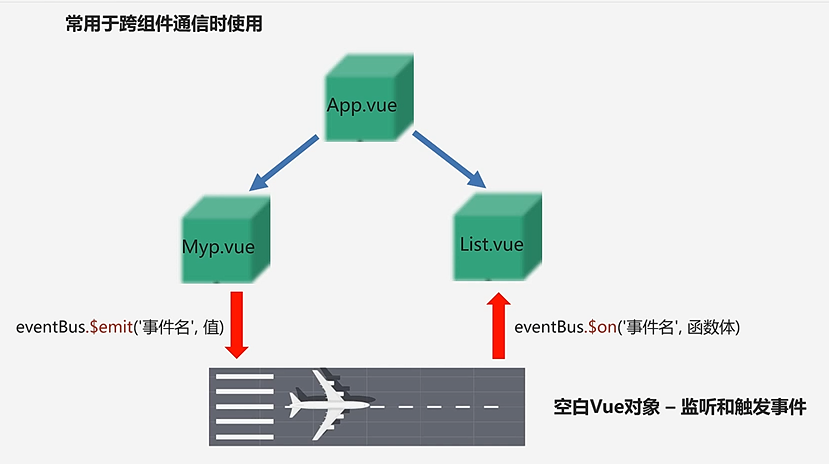 常用于跨组件通信时使用
App.vue
Myp.vue
List.vue
eventBus.$emit('事件名', 值)
eventBus.$on('事件名', 函数体)
空白Vue对象 – 监听和触发事件